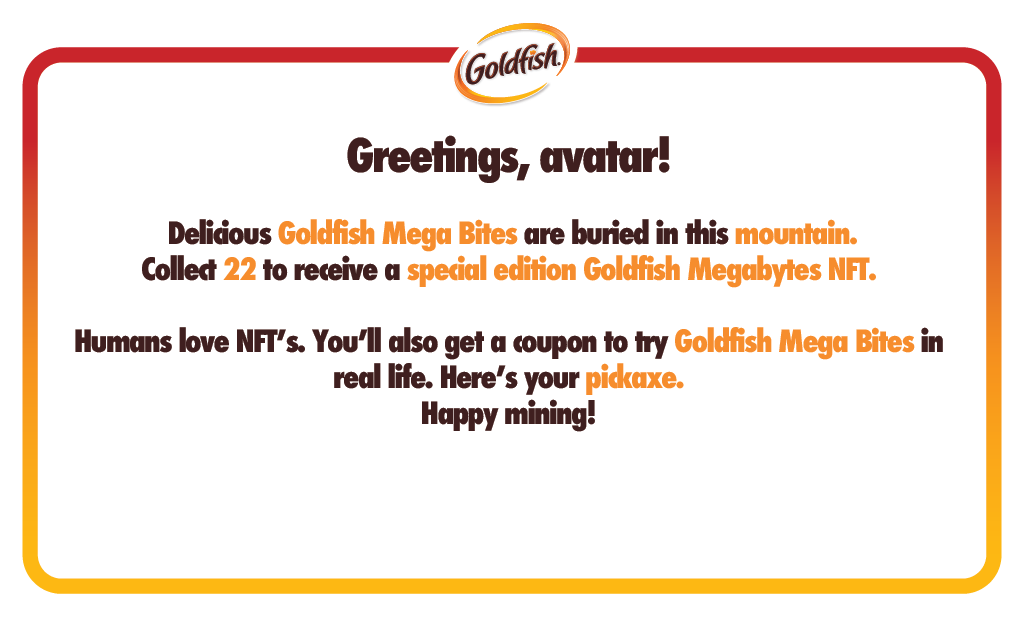 Goldfish.
Greetings, avatar!
Delicious Goldfish Mega Bites are buried in this mountain.
Collect 22 to receive a special edition Goldfish Megabytes NFT.
Humans love NFT's. You'll also get a coupon to try Goldfish Mega Bites in
real life. Here's your pickaxe.
Happy mining!